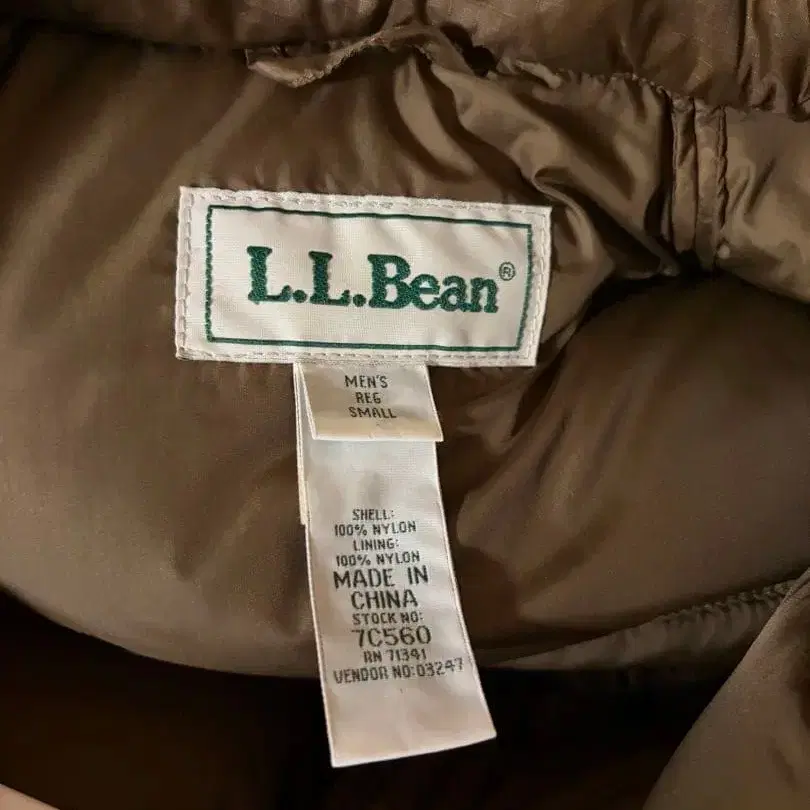 L.L.Bean®
MEN'S
REG
SMALL
SHELL:
100% NYLON
LINING:
100% NYLON
MADE IN
CHINA
STOCK NO:
7C560
RN 71341
VENDOR NO:03247